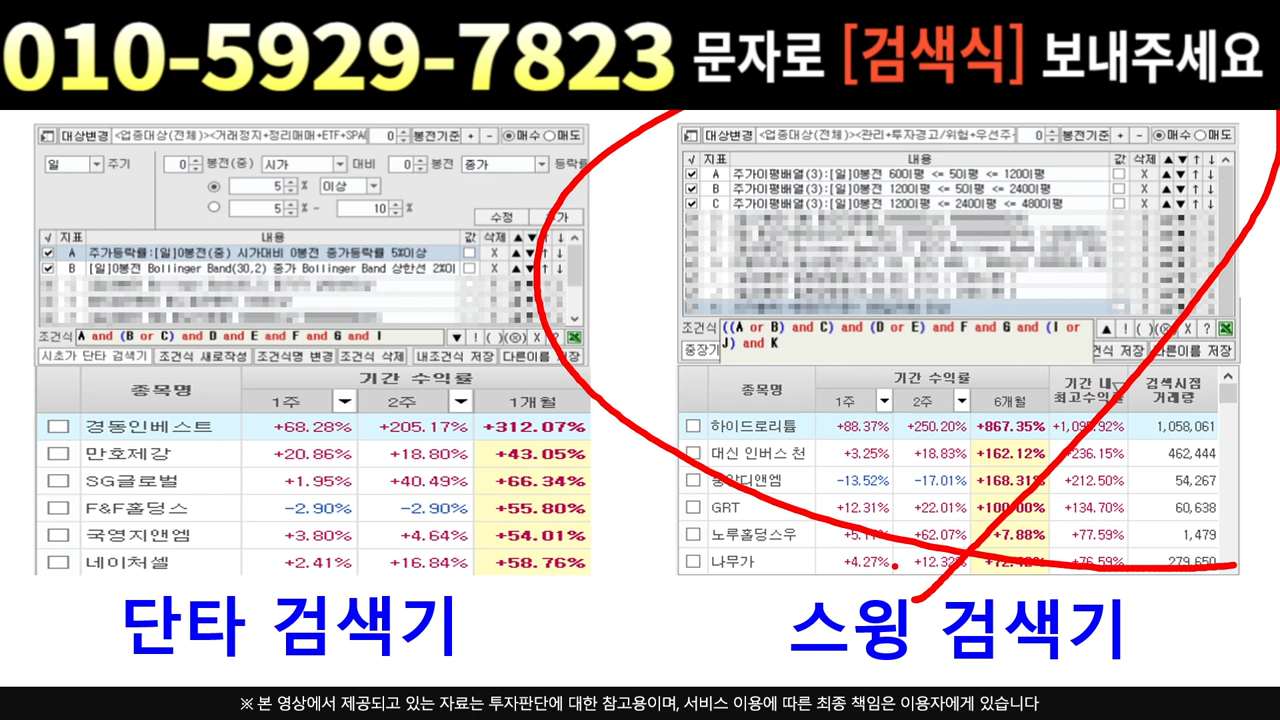 010-5929-7823 문자로 [검색식] 보내주세요
대상변경 <업종대상(전체)><거래정지+정리매매+ETF+SPA 0 봉전기준 + - 매수 매도
일 주기 0 봉전(중) 시가 대비 0 봉전 종가 등락률
5 % 이상
5 % ~ 10 %
수정
√ 지표 내용 값 삭제 ▲ ▼ ↑ ↓
A 주가등락률:[일]0봉전(중) 시가대비 0봉전 종가등락률 5%이상 X ▲ ▼ ↑ ↓
B [일]0봉전 Bollinger Band(30,2) 종가 Bollinger Band 상한선 2%이 X ▲ ▼ ↑ ↓
조건식 A and (B or C) and D and E and F and G and I ▼ ! ( ) X ?
시초가 단타 검색기 조건식 새로작성 조건식명 변경 조건식 삭제 내조건식 저장 다른이름 저장
종목명 기간 수익률
1주 ▼ 2주 ▼ 1개월
경동인베스트 +68.28% +205.17% +312.07%
만호제강 +20.86% +18.80% +43.05%
SG글로벌 +1.95% +40.49% +66.34%
F&F홀딩스 -2.90% -2.90% +55.80%
국영지앤엠 +3.80% +4.64% +54.01%
네이처셀 +2.41% +16.84% +58.76%
단타 검색기
대상변경 <업종대상(전체)><관리+투자경고/위험+우선주+ 0 봉전기준 + - 매수 매도
√ 지표 내용 값 삭제 ▲ ▼ ↑ ↓
A 주가이평배열(3):[일]0봉전 60이평 <= 5이평 <= 120이평 X ▲ ▼ ↑ ↓
B 주가이평배열(3):[일]0봉전 120이평 <= 5이평 <= 240이평 X ▲ ▼ ↑ ↓
C 주가이평배열(3):[일]0봉전 120이평 <= 240이평 <= 480이평 X ▲ ▼ ↑ ↓
조건식 ((A or B) and C) and (D or E) and F and G and (I or
J) and K ▲ ! ( ) X ?
중장기 건식 저장 다른이름 저장
종목명 기간 수익률 기간 내 최고수익률 검색시점 거래량
1주 ▼ 2주 ▼ 6개월
하이드로리튬 +88.37% +250.20% +867.35% 1,058,061
대신 인버스 천 +3.25% +18.83% +162.12% +236.15% 462,444
중앙디앤엠 -13.52% -17.01% +168.31% +212.50% 54,267
GRT +12.31% +22.01% +100.00% +134.70% 60,638
노루홀딩스우 +62.07% +7.88% +77.59% 1,479
나무가 +4.27% +76.59% 279,650
스윙 검색기
※ 본 영상에서 제공되고 있는 자료는 투자판단에 대한 참고용이며, 서비스 이용에 따른 최종 책임은 이용자에게 있습니다